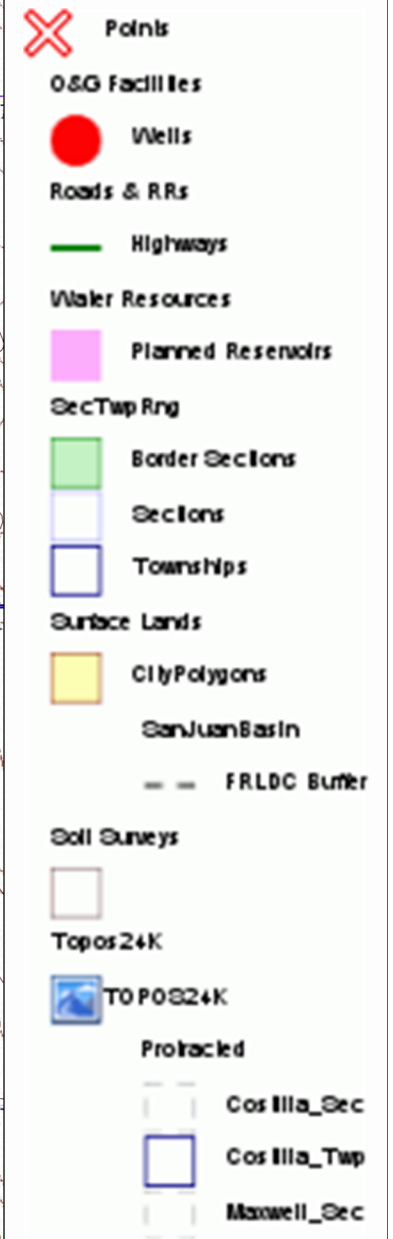 Points
O&G Facilities
Wells
Roads & RRs
Highways
Water Resources
Planned Reservoirs
SecTwpRng
Border Sections
Sections
Townships
Surface Lands
CityPolygons
SanJuanBasin
FRLDC Buffer
Soil Surveys
Topos24K
TOPOS24K
Protracted
Costilla_Sec
Costilla_Twp
Maxwell_Sec